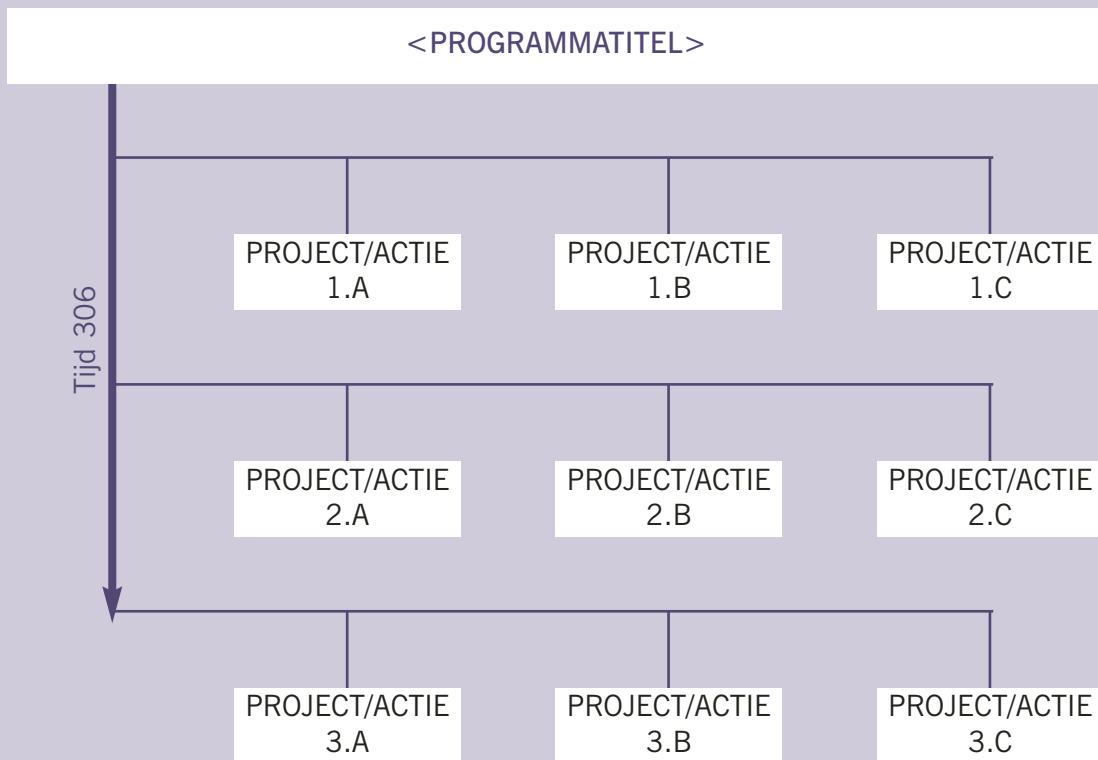 <PROGRAMMATITEL>
PROJECT/ACTIE
1.A
PROJECT/ACTIE
1.B
PROJECT/ACTIE
1.C
Tijd 306
PROJECT/ACTIE
2.A
PROJECT/ACTIE
2.B
PROJECT/ACTIE
2.C
PROJECT/ACTIE
3.A
PROJECT/ACTIE
3.B
PROJECT/ACTIE
3.C